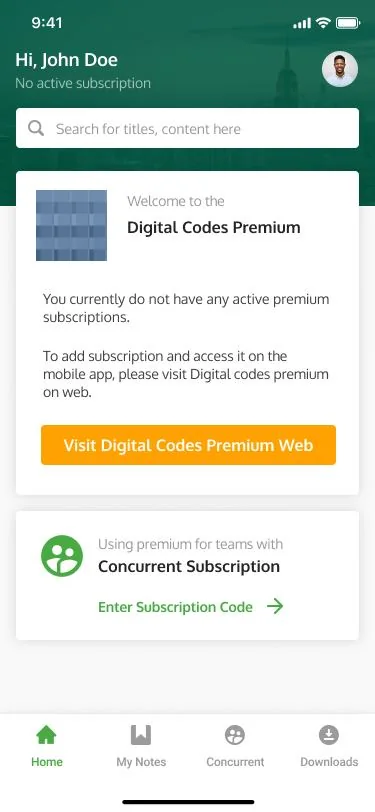 9:41
Hi, John Doe
No active subscription
Search for titles, content here
Welcome to the
Digital Codes Premium
You currently do not have any active premium
subscriptions.
To add subscription and access it on the
mobile app, please visit Digital codes premium
on web.
Visit Digital Codes Premium Web
Using premium for teams with
Concurrent Subscription
Enter Subscription Code
Home
My Notes
Concurrent
Downloads